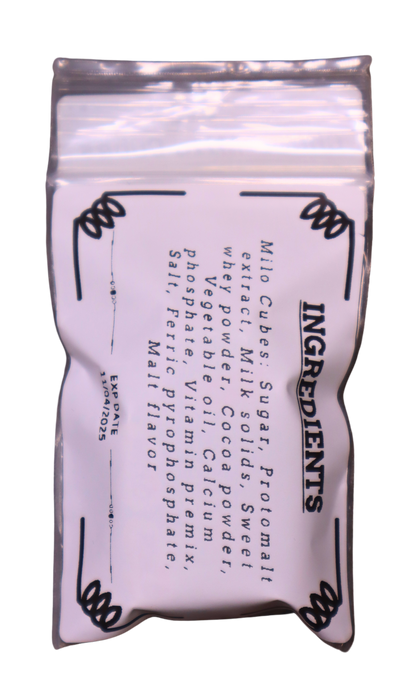 INGREDIENTS
Milo Cubes: Sugar, Protomalt
extract, Milk solids, Sweet
whey powder, Cocoa powder,
Vegetable oil, Calcium
phosphate, Vitamin premix,
Salt, Ferric pyrophosphate,
Malt flavor
EXP DATE
11/04/2025